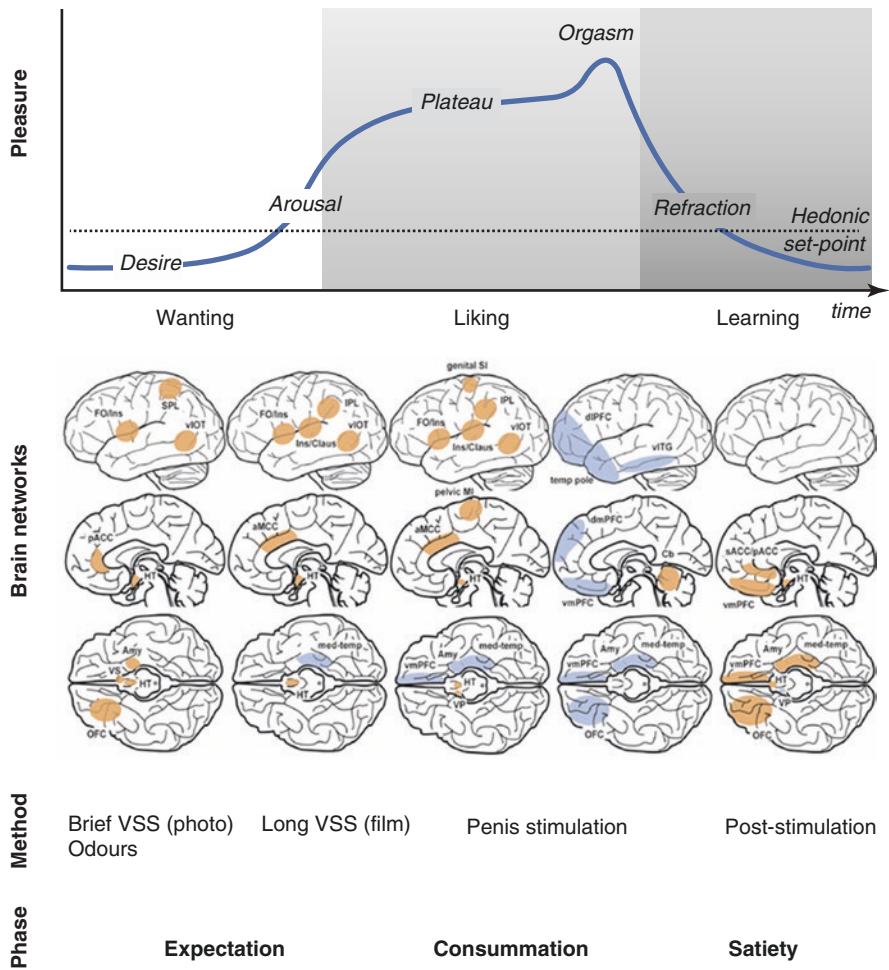 Pleasure
Orgasm
Plateau
Arousal
Refraction
Hedonic
set-point
Desire
time
Wanting
Liking
Learning
Brain networks
FO/Ins
SPL
vIOT
FO/Ins
IPL
vIOT
Ins/Claus
genital SI
FO/Ins
IPL
vIOT
Ins/Claus
dlPFC
vITG
temp pole
pACC
HT
aMCC
HT
pelvic MI
aMCC
HT
dmPFC
Cb
vmPFC
sACC/pACC
HT
vmPFC
Amy
VS
HT
OFC
med-temp
HT
Amy
med-temp
vmPFC
HT
VP
Amy
med-temp
vmPFC
OFC
Amy
med-temp
vmPFC
HT
VP
OFC
Method
Brief VSS (photo)
Odours
Long VSS (film)
Penis stimulation
Post-stimulation
Phase
Expectation
Consummation
Satiety